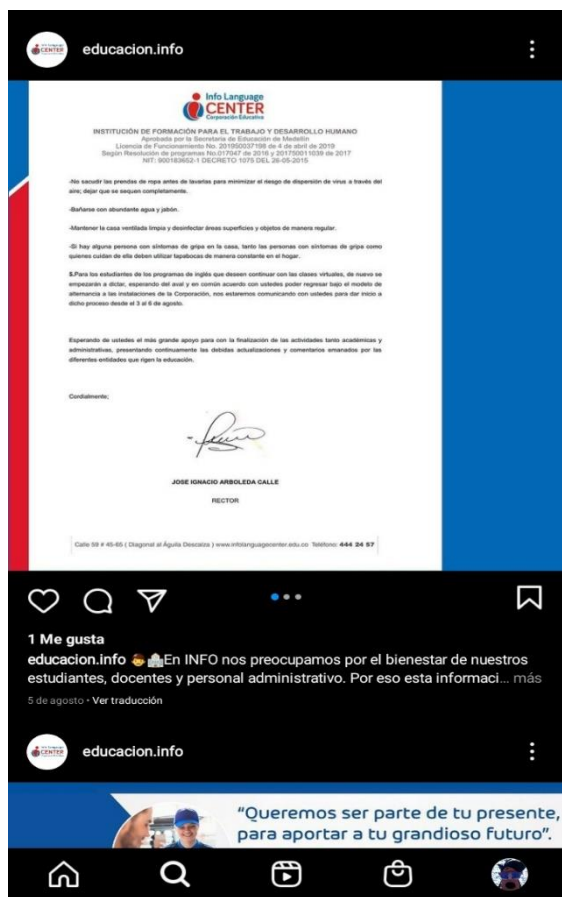 educacion.info
Info Language
CENTER
Corporación Educativa
INSTITUCIÓN DE FORMACIÓN PARA EL TRABAJO Y DESARROLLO HUMANO
Aprobada por la Secretaria de Educación de Medellín
Licencia de Funcionamiento No. 201950037198 de 4 de abril de 2019
Según Resolución de programas No.017047 de 2016 y 201750011039 de 2017
NIT: 900183652-1 DECRETO 1075 DEL 26-05-2015
-No sacudir las prendas de ropa antes de lavarlas para minimizar el riesgo de dispersión de virus a través del
aire; dejar que se sequen completamente.
-Bañarse con abundante agua y jabón.
-Mantener la casa ventilada limpia y desinfectar áreas superficies y objetos de manera regular.
-Si hay alguna persona con síntomas de gripa en la casa, tanto las personas con síntomas de gripa como
quienes cuidan de ella deben utilizar tapabocas de manera constante en el hogar.
8.Para los estudiantes de los programas de inglés que deseen continuar con las clases virtuales, de nuevo se
empezarán a dictar, esperando del aval y en común acuerdo con ustedes poder regresar bajo el modelo de
alternancia a las instalaciones de la Corporación, nos estaremos comunicando con ustedes para dar inicio a
dicho proceso desde el 3 al 6 de agosto.
Esperando de ustedes el más grande apoyo para con la finalización de las actividades tanto académicas y
administrativas, presentando continuamente las debidas actualizaciones y comentarios emanados por las
diferentes entidades que rigen la educación.
Cordialmente;
JOSE IGNACIO ARBOLEDA CALLE
RECTOR
Calle 59 # 45-65 ( Diagonal al Águila Descalza ) www.infolanguagecenter.edu.co Teléfono: 444 24 57
1 Me gusta
educacion.info En INFO nos preocupamos por el bienestar de nuestros
estudiantes, docentes y personal administrativo. Por eso esta informaci... más
5 de agosto · Ver traducción
educacion.info
"Queremos ser parte de tu presente,
para aportar a tu grandioso futuro".